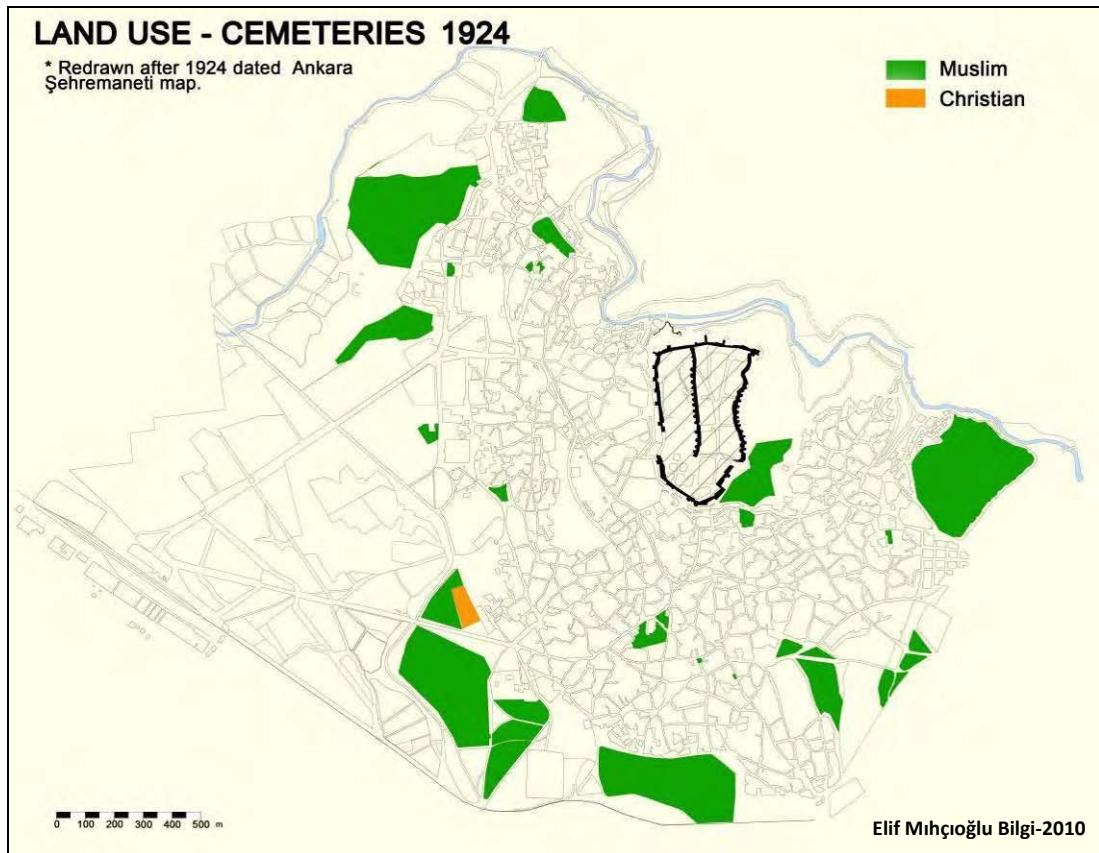 LAND USE - CEMETERIES 1924
* Redrawn after 1924 dated Ankara
Şehremaneti map.
Muslim
Christian
0 100 200 300 400 500 m
Elif Mıhçıoğlu Bilgi-2010